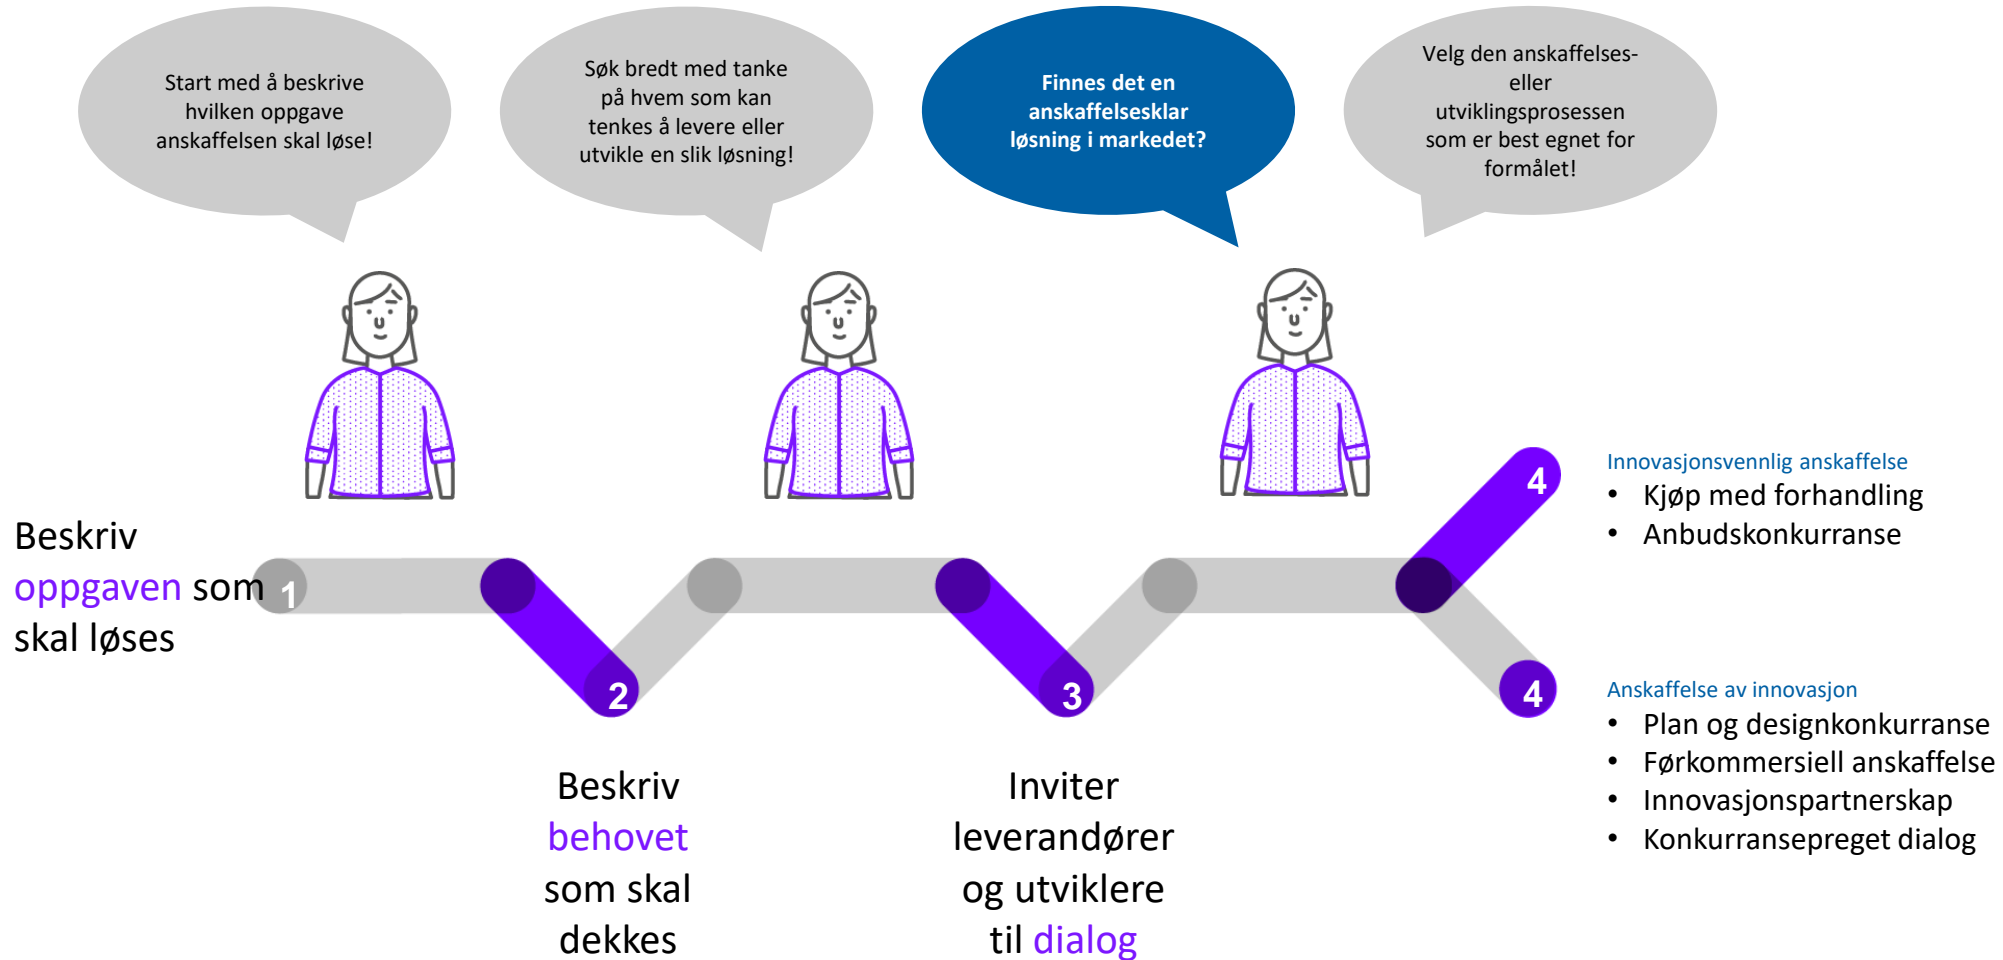 Start med å beskrive
hvilken oppgave
anskaffelsen skal løse!
Søk bredt med tanke
på hvem som kan
tenkes å levere eller
utvikle en slik løsning!
Finnes det en
anskaffelsesklar
løsning i markedet?
Velg den anskaffelses-
eller
utviklingsprosessen
som er best egnet for
formålet!
Beskriv
oppgaven som
skal løses
1
2
Beskriv
behovet
som skal
dekkes
3
Inviter
leverandører
og utviklere
til dialog
4
Innovasjonsvennlig anskaffelse
• Kjøp med forhandling
• Anbudskonkurranse
4
Anskaffelse av innovasjon
• Plan og designkonkurranse
• Førkommersiell anskaffelse
• Innovasjonspartnerskap
• Konkurransepreget dialog